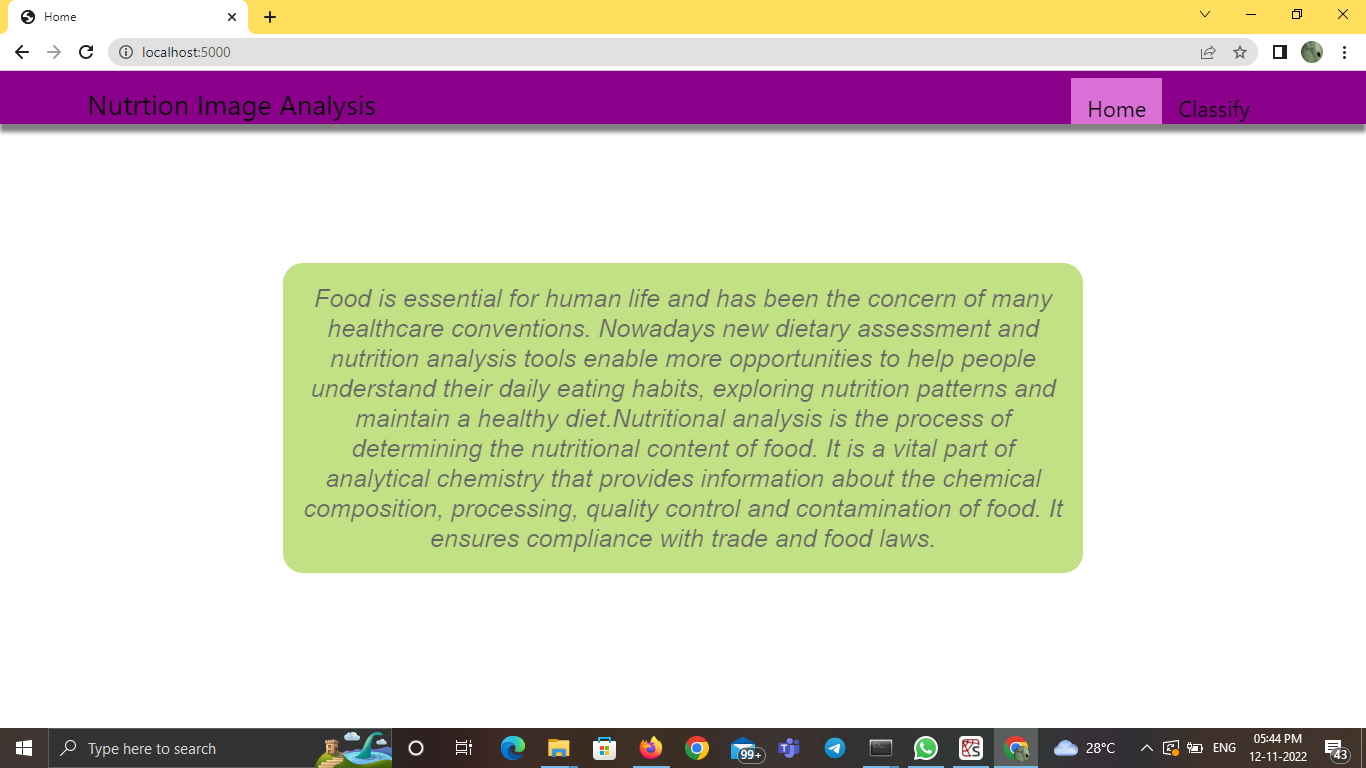 Home
localhost:5000
Nutrtion Image Analysis
Home
Classify
Food is essential for human life and has been the concern of many
healthcare conventions. Nowadays new dietary assessment and
nutrition analysis tools enable more opportunities to help people
understand their daily eating habits, exploring nutrition patterns and
maintain a healthy diet.Nutritional analysis is the process of
determining the nutritional content of food. It is a vital part of
analytical chemistry that provides information about the chemical
composition, processing, quality control and contamination of food. It
ensures compliance with trade and food laws.
Type here to search
99+
28°C
ENG
05:44 PM
12-11-2022
43